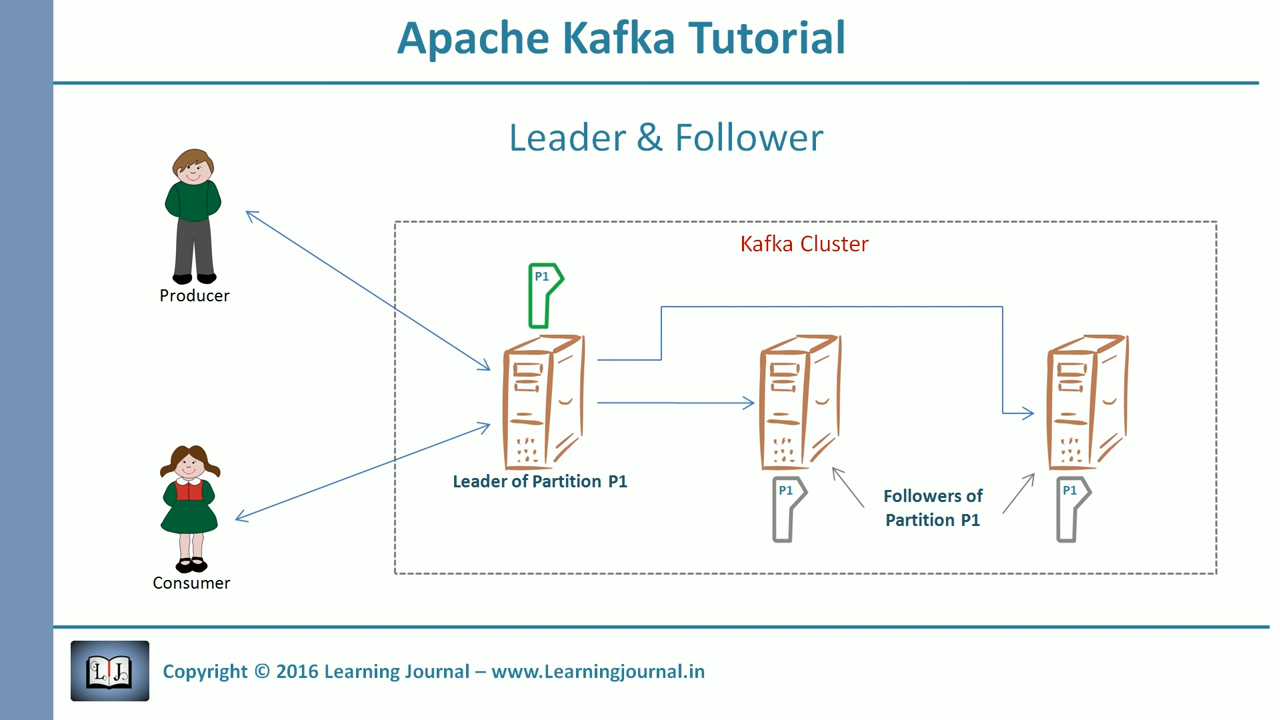 Apache Kafka Tutorial
Leader & Follower
Kafka Cluster
P1
Producer
Leader of Partition P1
P1
Followers of
Partition P1
P1
Consumer
LJ
Copyright © 2016 Learning Journal – www.Learningjournal.in